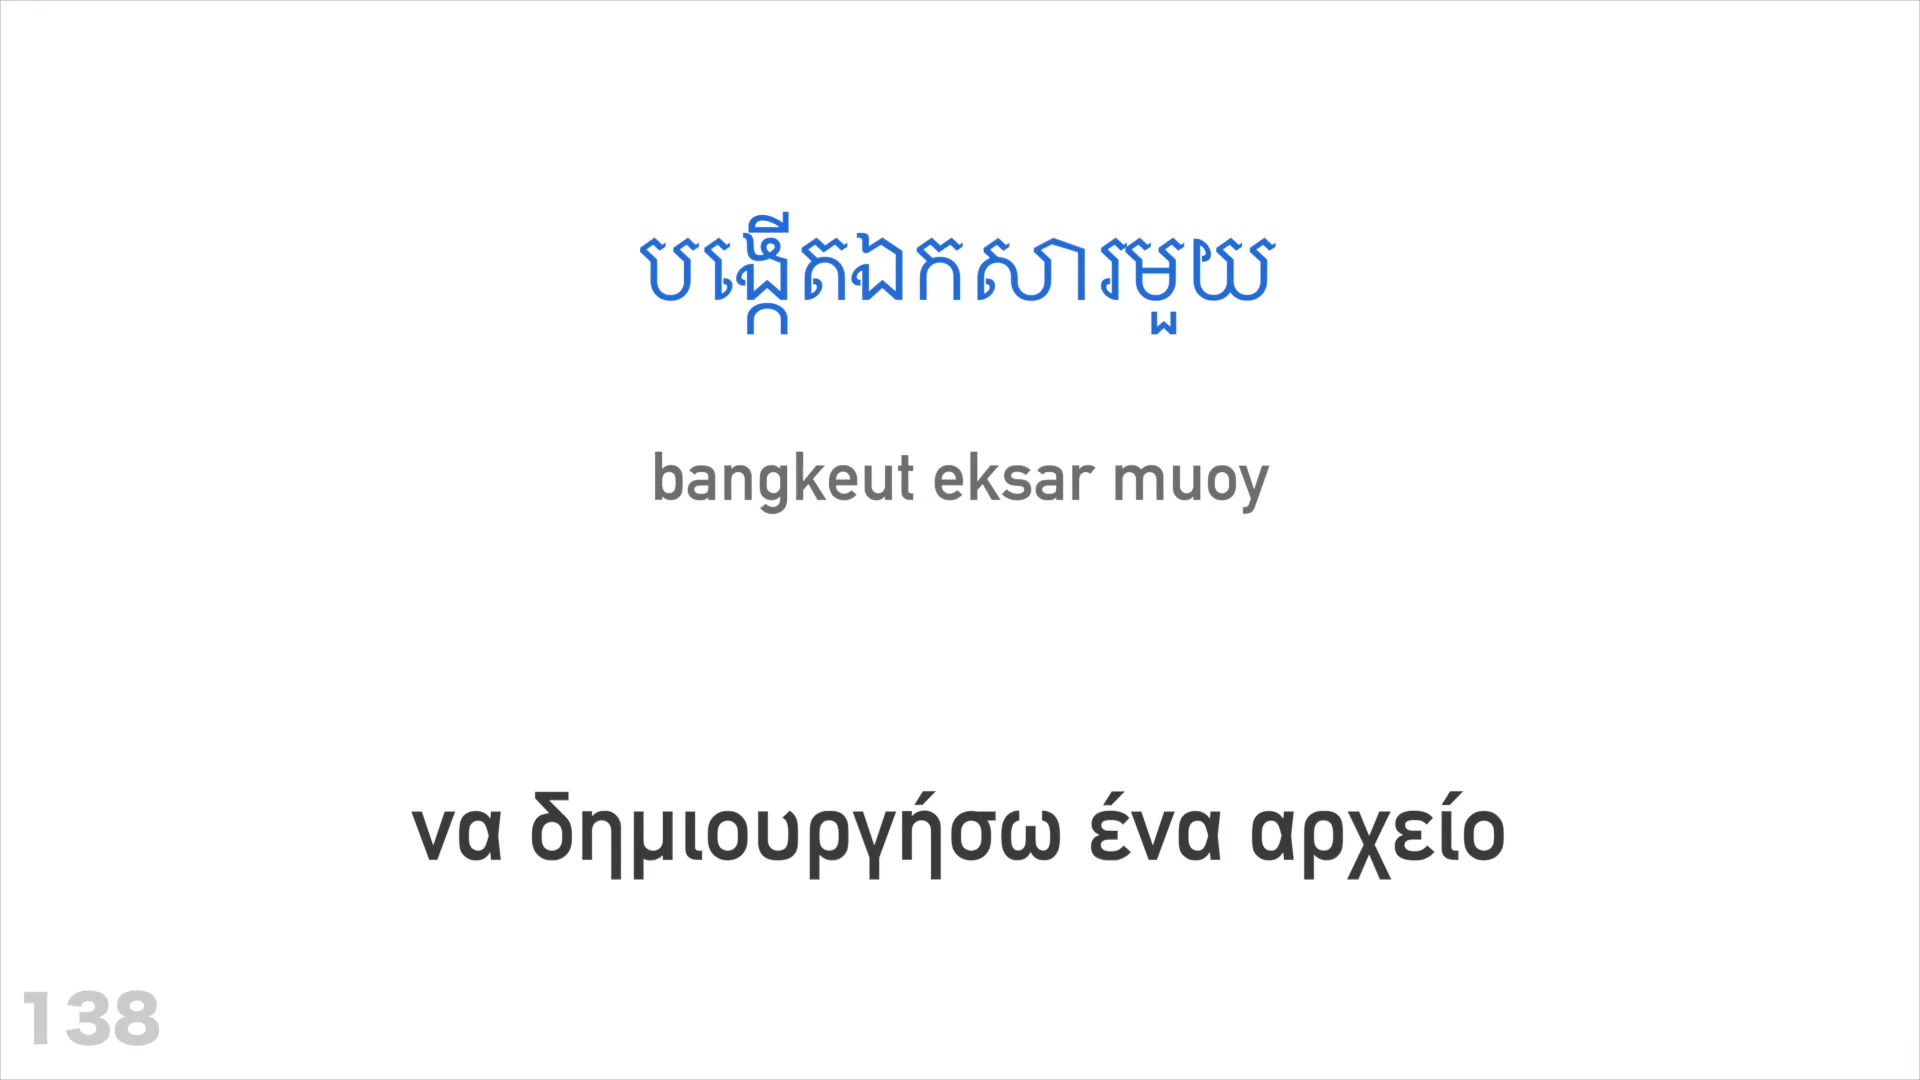 បង្កើតឯកសារមួយ
bangkeut eksar muoy
να δημιουργήσω ένα αρχείο
138